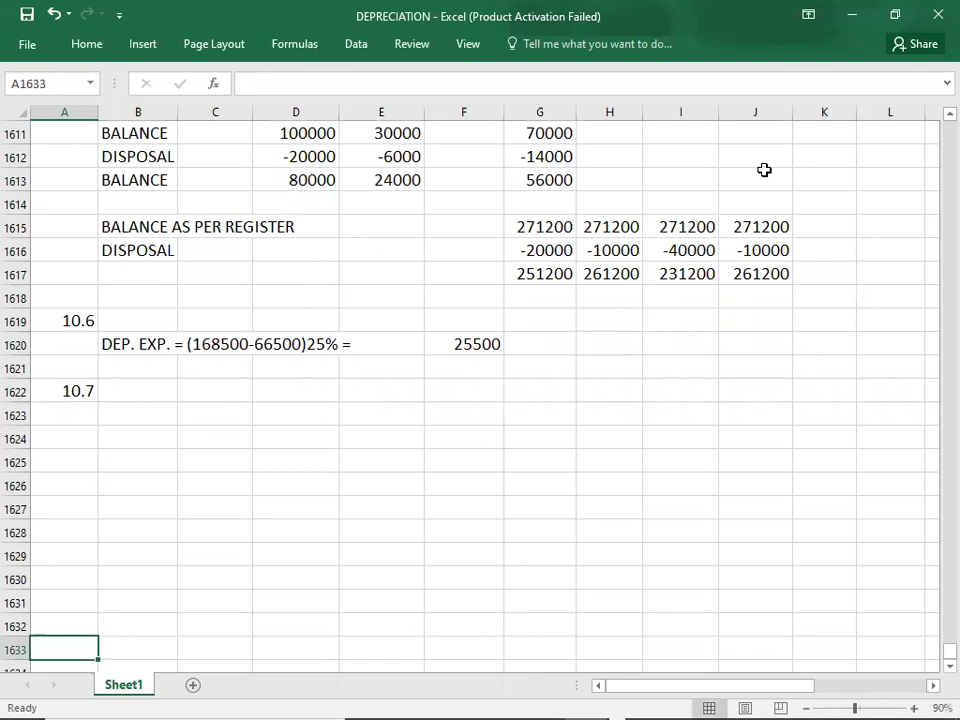 DEPRECIATION - Excel (Product Activation Failed)
File Home Insert Page Layout Formulas Data Review View Tell me what you want to do... Share
A1633 fx
A B C D E F G H I J K L
1611 BALANCE 100000 30000 70000
1612 DISPOSAL -20000 -6000 -14000
1613 BALANCE 80000 24000 56000
1614
1615 BALANCE AS PER REGISTER 271200 271200 271200 271200
1616 DISPOSAL -20000 -10000 -40000 -10000
1617 251200 261200 231200 261200
1618
1619 10.6
1620 DEP. EXP. = (168500-66500)25% = 25500
1621
1622 10.7
1623
1624
1625
1626
1627
1628
1629
1630
1631
1632
1633
Sheet1
Ready 90%